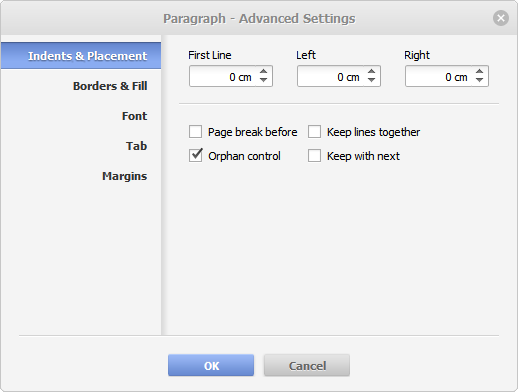 Paragraph - Advanced Settings
Indents & Placement
Borders & Fill
Font
Tab
Margins
First Line Left Right
0 cm 0 cm 0 cm
Page break before Keep lines together
Orphan control Keep with next
OK Cancel